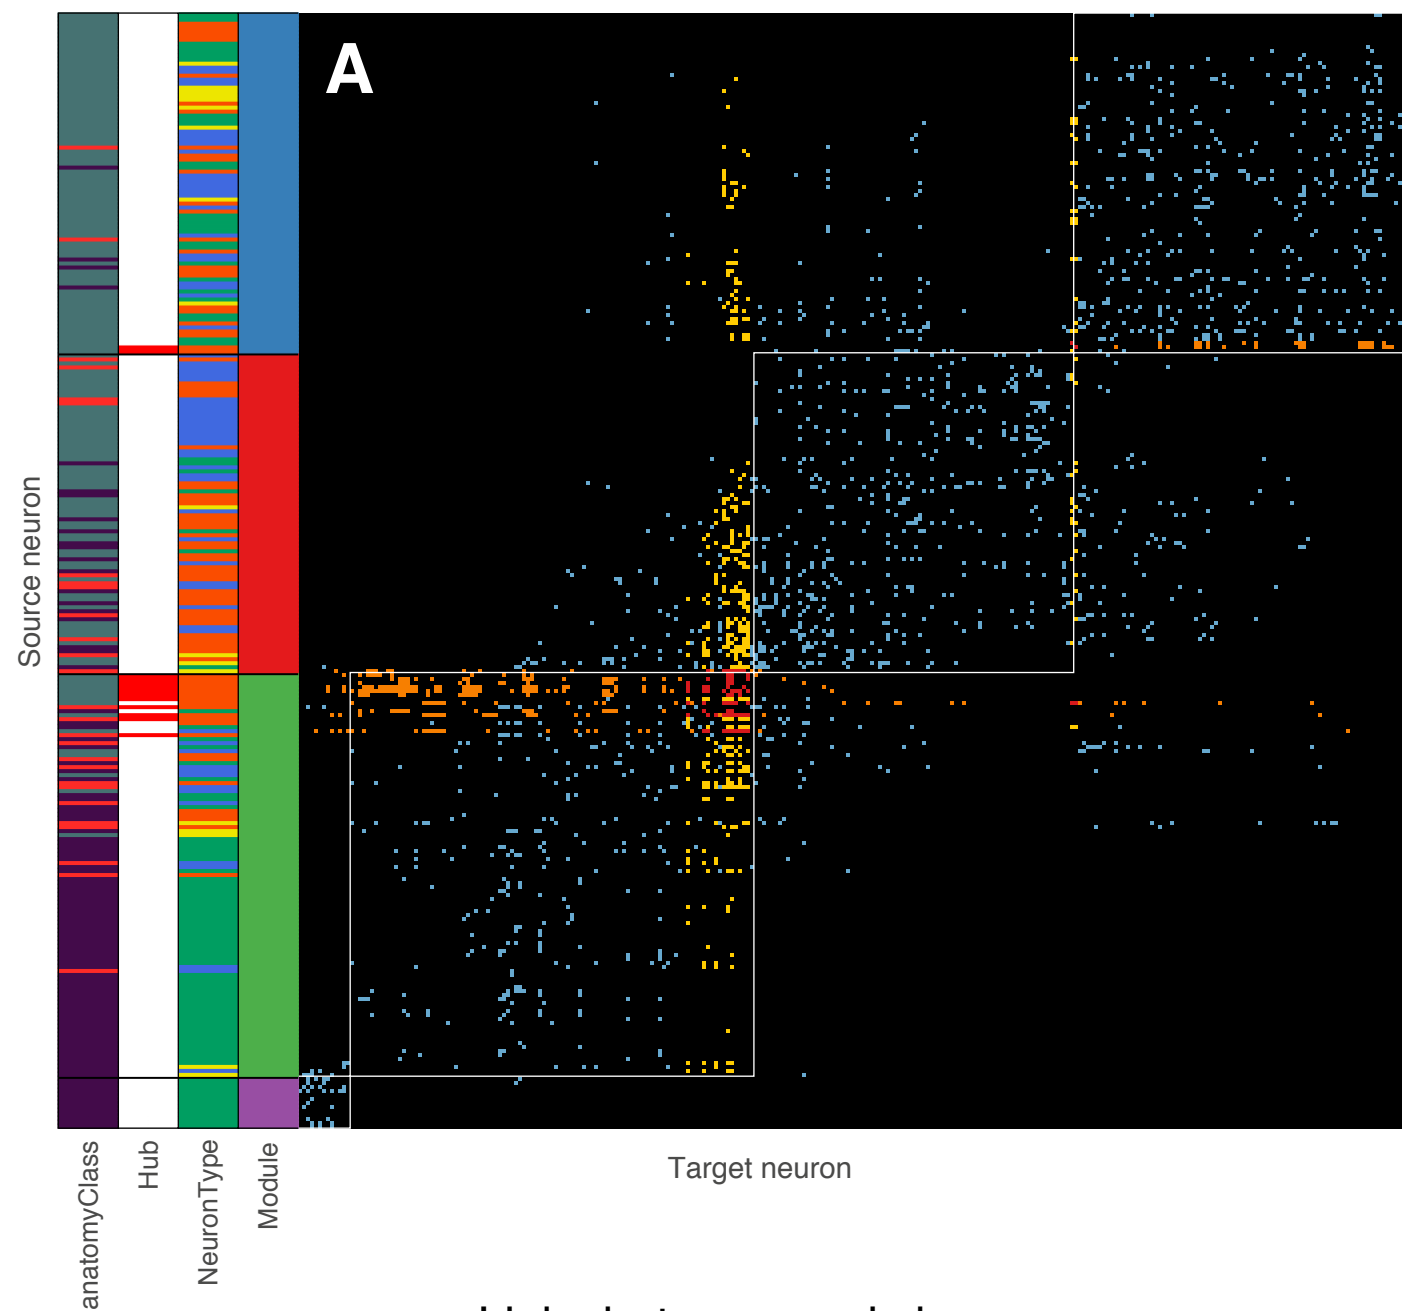 A
Source neuron
anatomyClass
Hub
NeuronType
Module
Target neuron